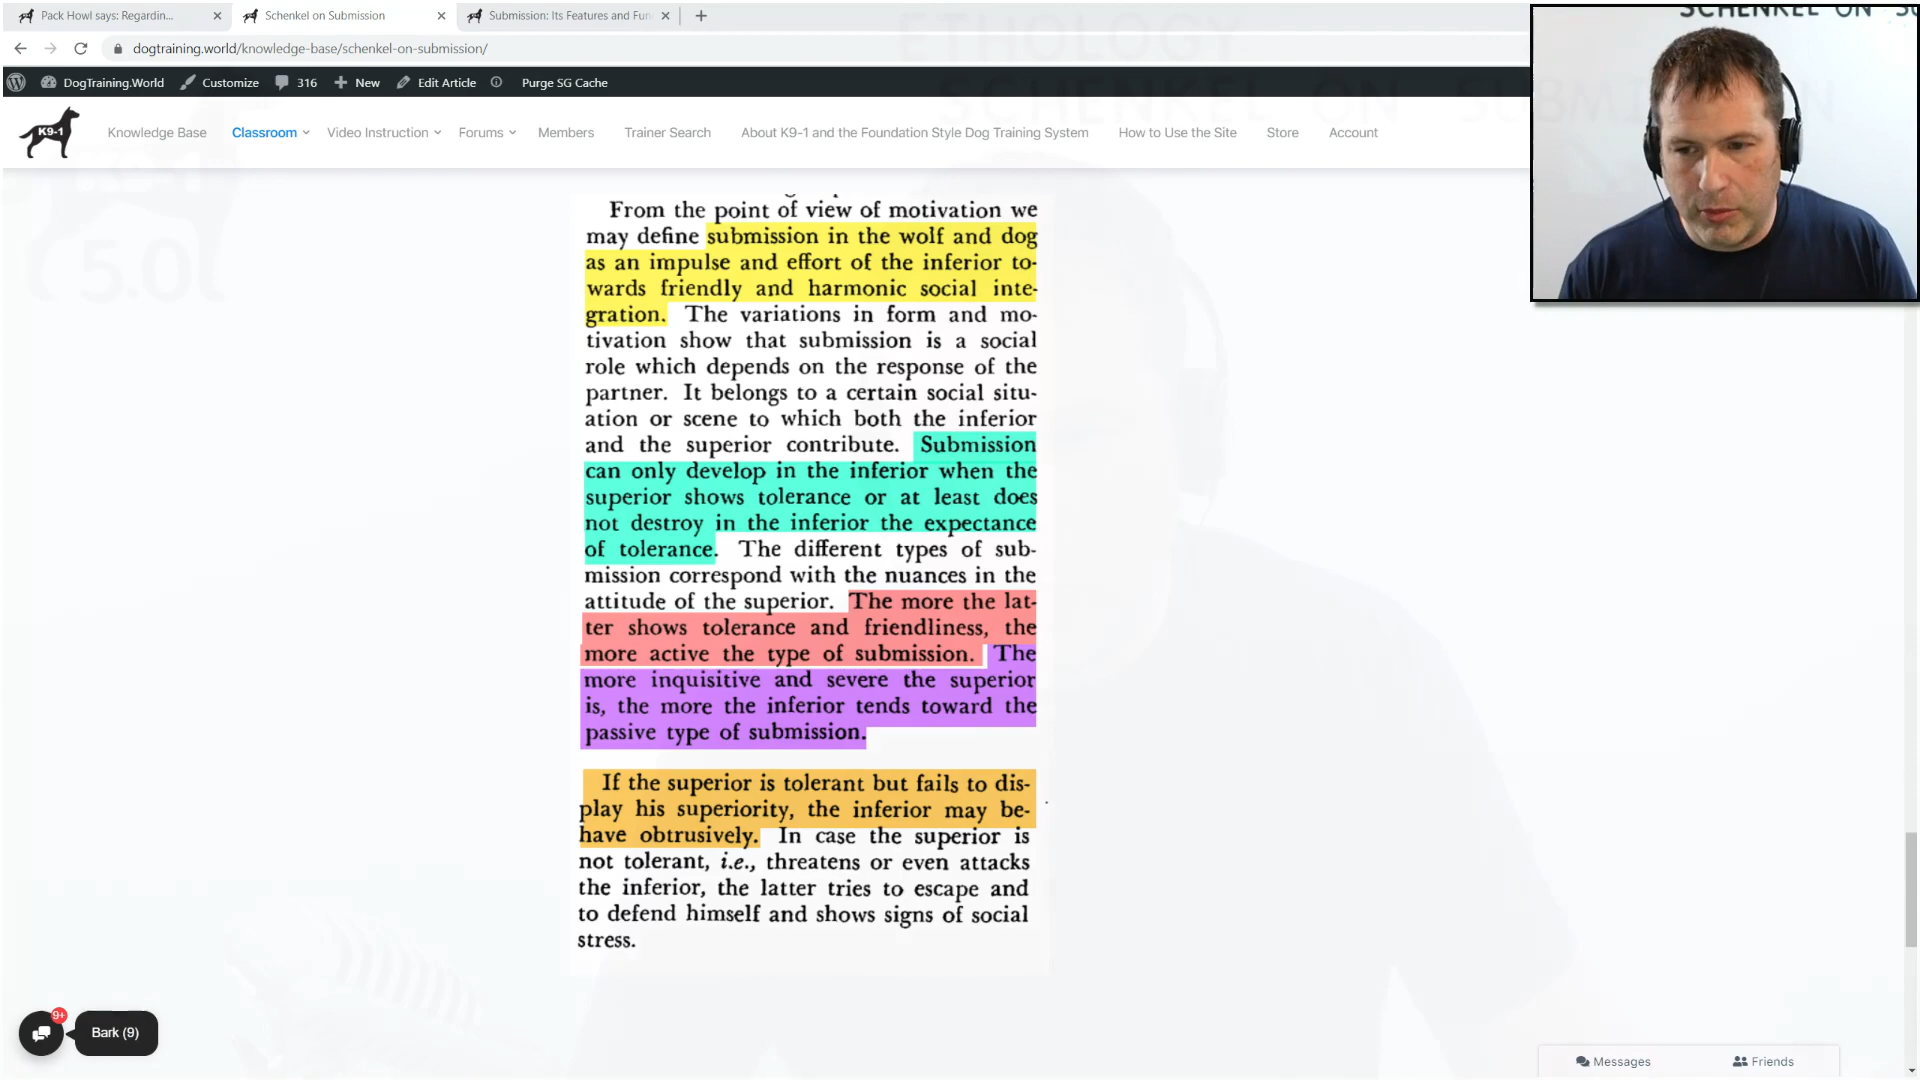 Pack Howl says: Regardin...
Schenkel on Submission
Submission: Its Features and Fun
dogtraining.world/knowledge-base/schenkel-on-submission/
DogTraining.World
Customize
316
New
Edit Article
Purge SG Cache
K9-1
Knowledge Base
Classroom
Video Instruction
Forums
Members
Trainer Search
About K9-1 and the Foundation Style Dog Training System
How to Use the Site
Store
Account
ETHOLOGY
SCHENKEL ON SUBM
SCHENKEL ON S
5.0
From the point of view of motivation we
may define submission in the wolf and dog
as an impulse and effort of the inferior to-
wards friendly and harmonic social inte-
gration. The variations in form and mo-
tivation show that submission is a social
role which depends on the response of the
partner. It belongs to a certain social situ-
ation or scene to which both the inferior
and the superior contribute. Submission
can only develop in the inferior when the
superior shows tolerance or at least does
not destroy in the inferior the expectance
of tolerance. The different types of sub-
mission correspond with the nuances in the
attitude of the superior. The more the lat-
ter shows tolerance and friendliness, the
more active the type of submission. The
more inquisitive and severe the superior
is, the more the inferior tends toward the
passive type of submission.
If the superior is tolerant but fails to dis-
play his superiority, the inferior may be-
have obtrusively. In case the superior is
not tolerant, i.e., threatens or even attacks
the inferior, the latter tries to escape and
to defend himself and shows signs of social
stress.
9+
Bark (9)
Messages
Friends